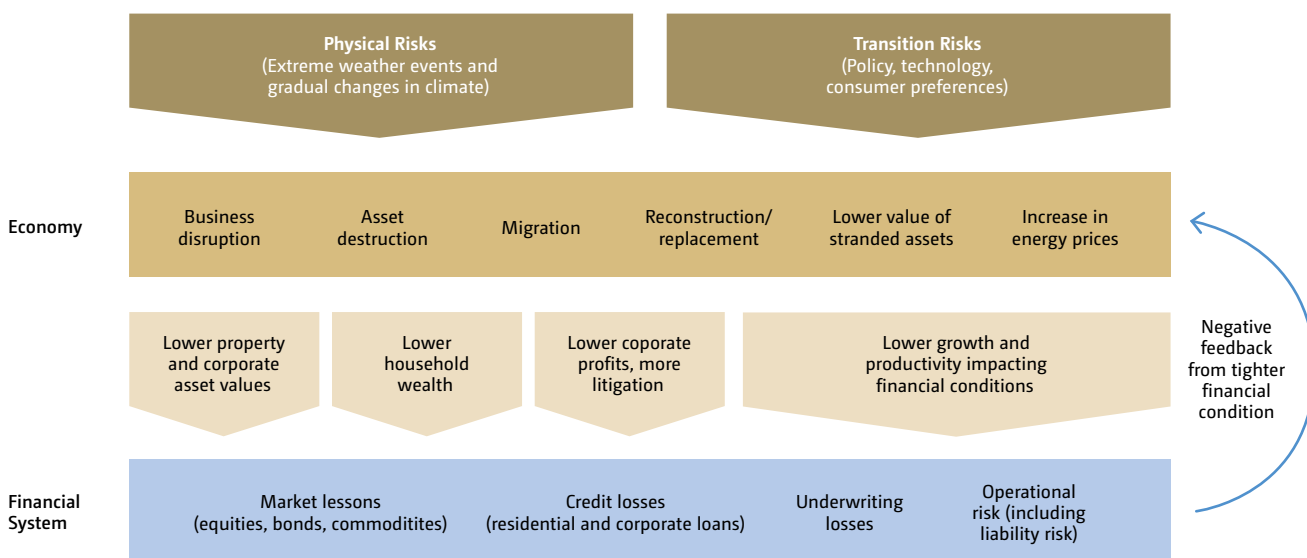 Physical Risks
(Extreme weather events and
gradual changes in climate)
Transition Risks
(Policy, technology,
consumer preferences)
Economy
Business
disruption
Asset
destruction
Migration
Reconstruction/
replacement
Lower value of
stranded assets
Increase in
energy prices
Lower property
and corporate
asset values
Lower
household
wealth
Lower coporate
profits, more
litigation
Lower growth and
productivity impacting
financial conditions
Negative
feedback
from tighter
financial
condition
Financial
System
Market lessons
(equities, bonds, commoditites)
Credit losses
(residential and corporate loans)
Underwriting
losses
Operational
risk (including
liability risk)